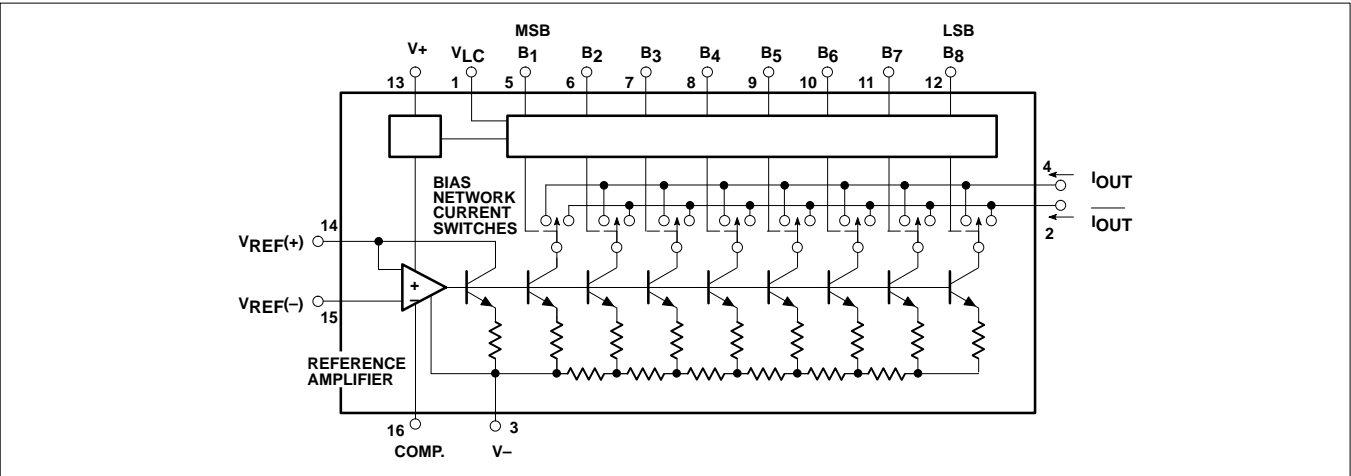 MSB
LSB
V+
VLC
B1
B2
B3
B4
B5
B6
B7
B8
13
1
5
6
7
8
9
10
11
12
4
IOUT
BIAS
NETWORK
CURRENT
SWITCHES
IOUT
2
14
VREF(+)
+
–
VREF(–)
15
REFERENCE
AMPLIFIER
16
3
COMP.
V–